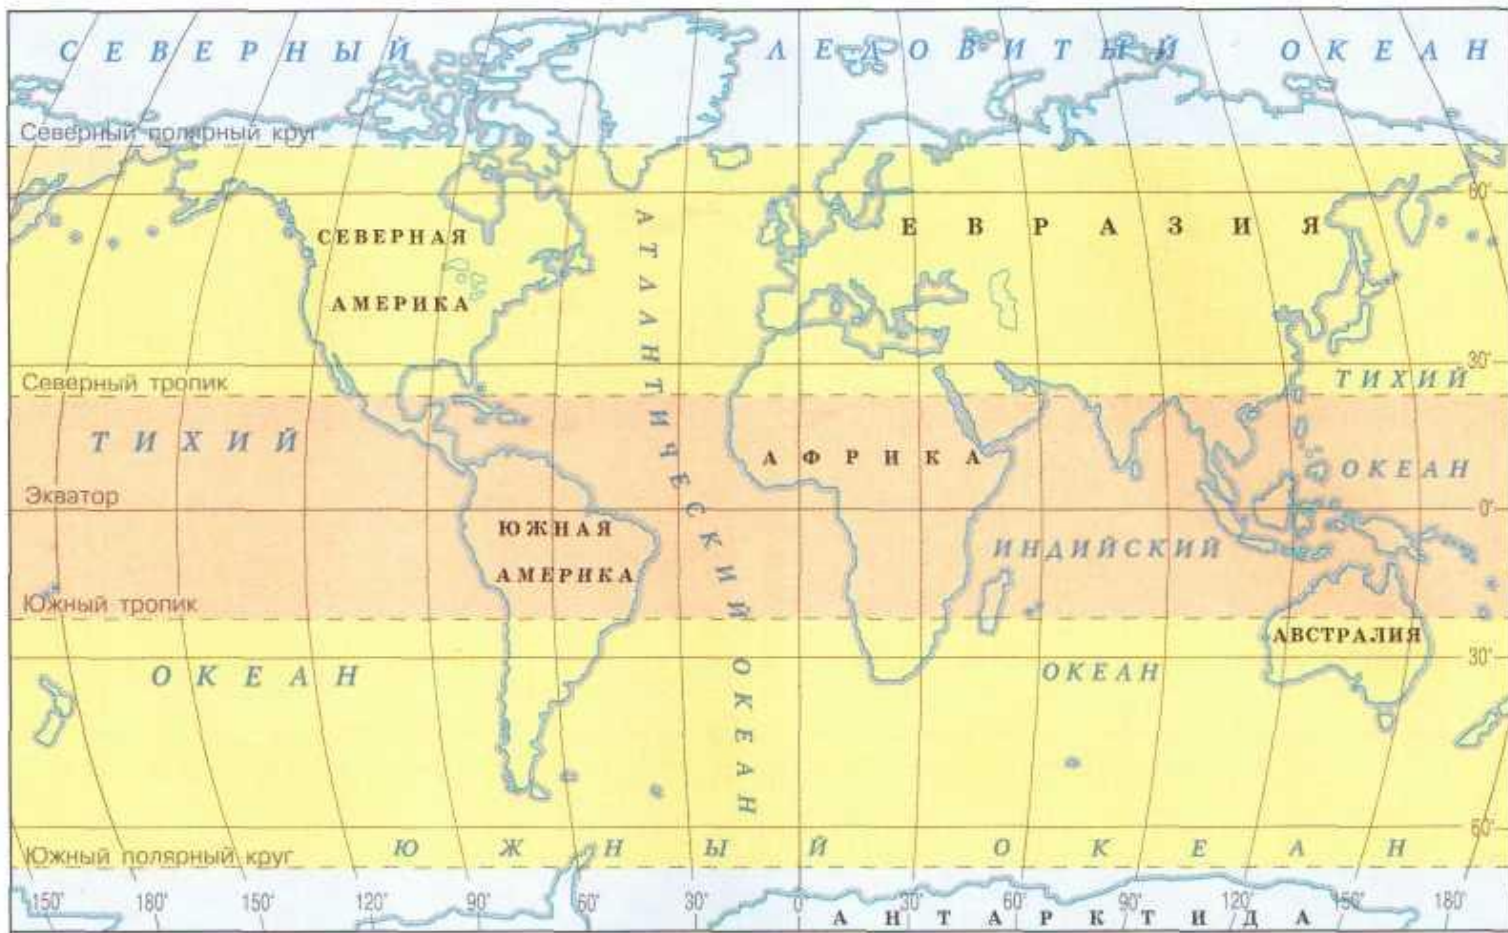 СЕВЕРНЫЙ ЛЕДОВИТЫЙ ОКЕАН
Северный полярный круг
60°
СЕВЕРНАЯ
АМЕРИКА
ЕВРАЗИЯ
АТЛАНТИЧЕСКИЙ ОКЕАН
30°
Северный тропик
ТИХИЙ
ОКЕАН
ТИХИЙ
АФРИКА
Экватор
0°
ЮЖНАЯ
АМЕРИКА
ИНДИЙСКИЙ
ОКЕАН
Южный тропик
АВСТРАЛИЯ
30°
ОКЕАН
60°
Южный полярный круг
ЮЖНЫЙ ОКЕАН
150° 180° 150° 120° 90° 60° 30° 0° 30° 60° 90° 120° 150° 180°
АНТАРКТИДА